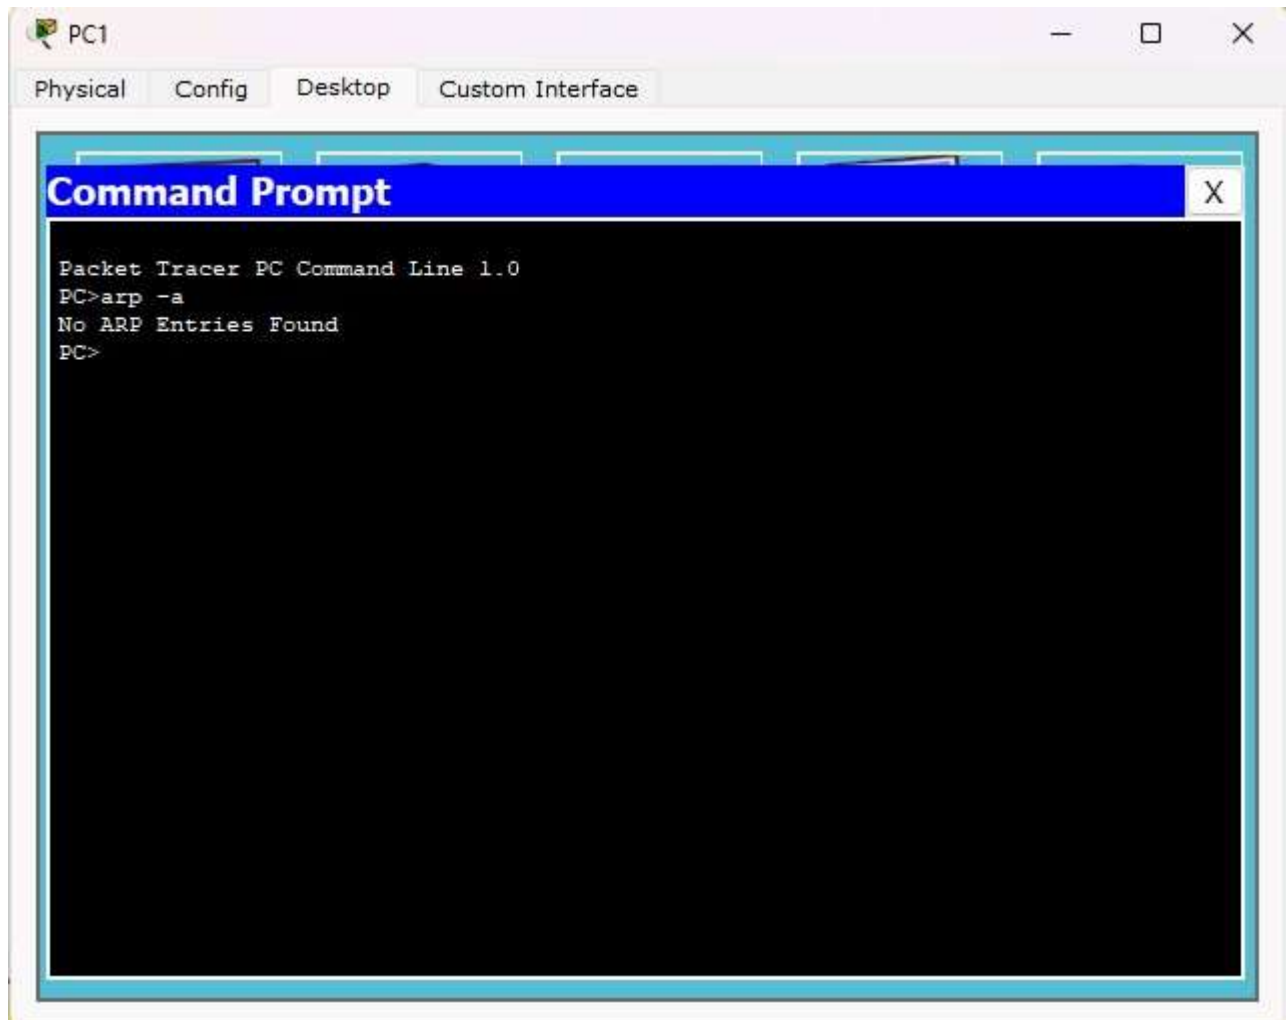 PC1
Physical Config Desktop Custom Interface
Command Prompt X
Packet Tracer PC Command Line 1.0
PC>arp -a
No ARP Entries Found
PC>